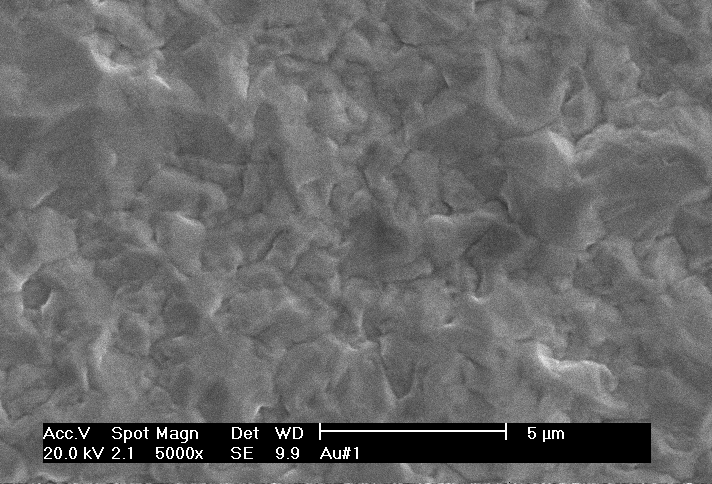 Acc.V Spot Magn Det WD 5 µm
20.0 kV 2.1 5000x SE 9.9 Au#1